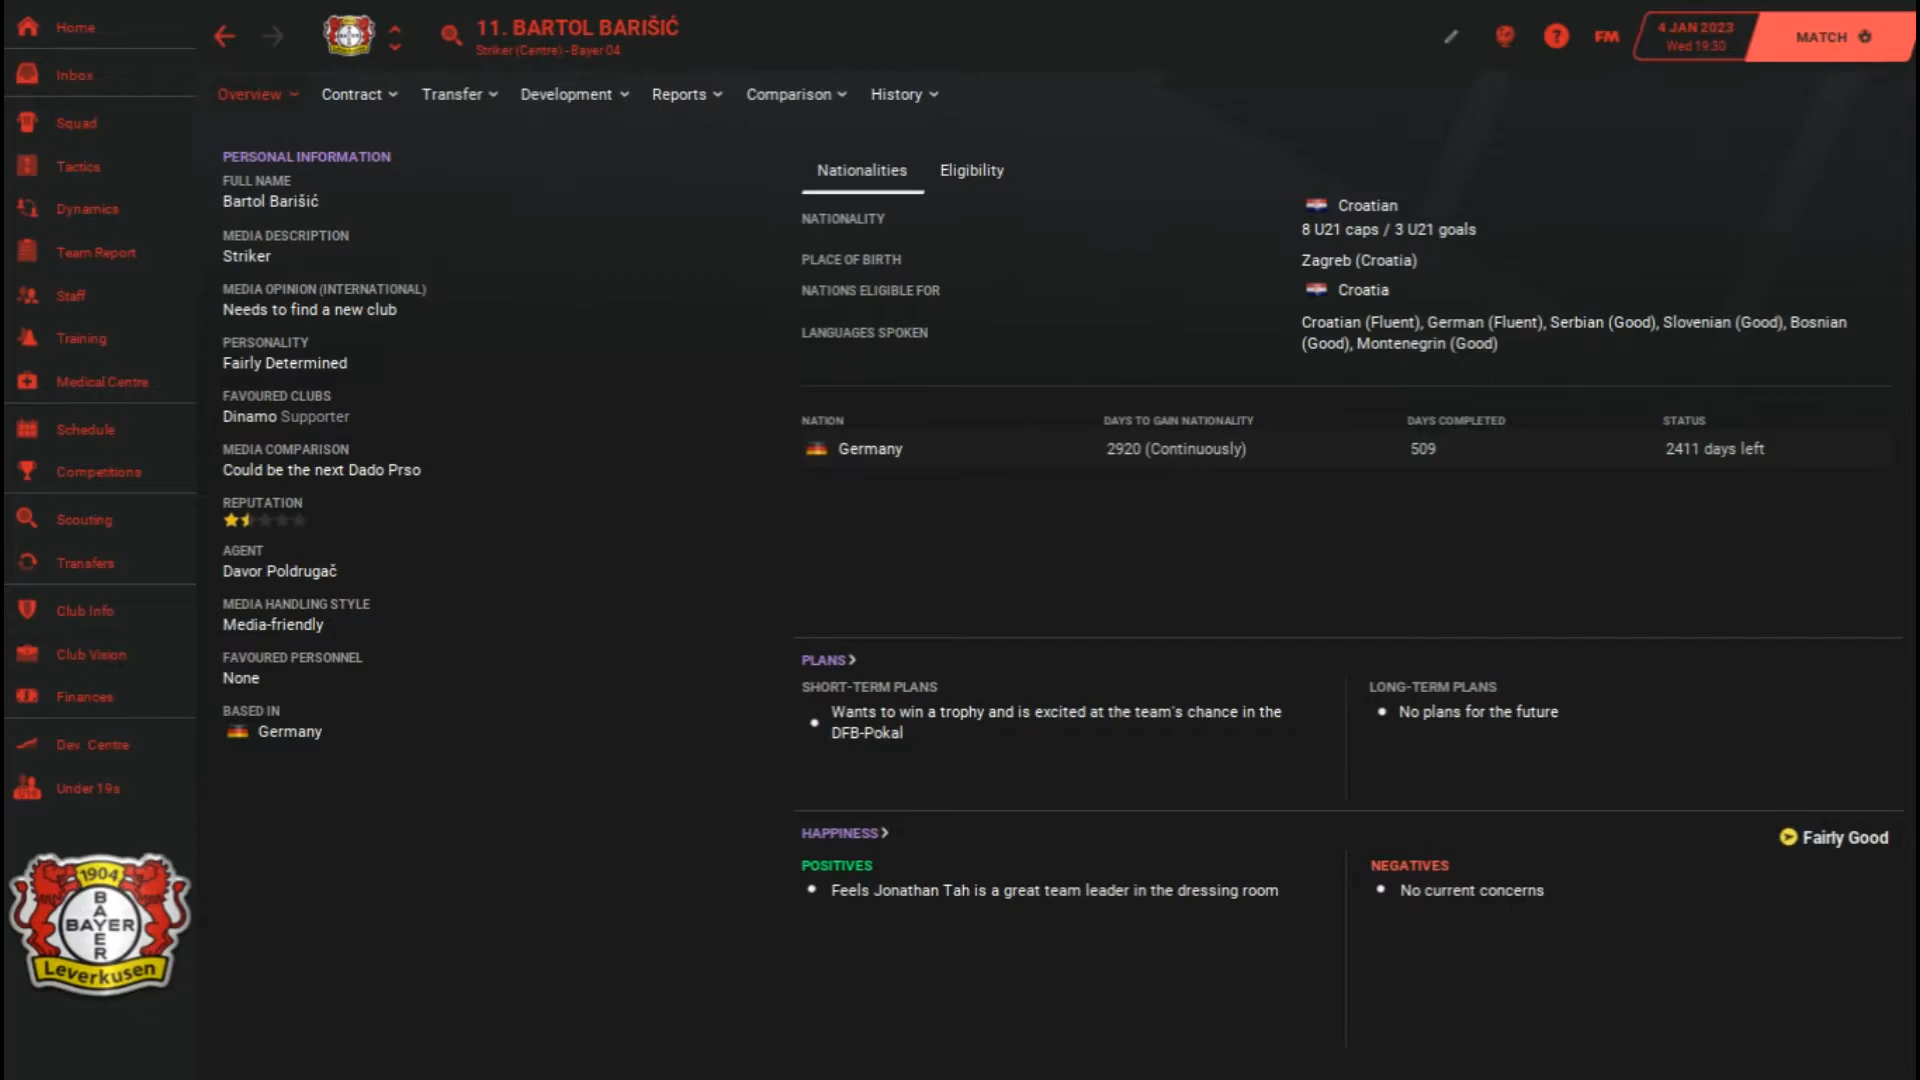 Home
Inbox
Squad
Tactics
Dynamics
Team Report
Staff
Training
Medical Centre
Schedule
Competitions
Scouting
Transfers
Club Info
Club Vision
Finances
Dev. Centre
Under 19s
1904
BAYER
BAYER
Leverkusen
11. BARTOL BARIŠIĆ
Striker (Centre) - Bayer 04
?
FM
4 JAN 2023
Wed 19:30
MATCH
Overview
Contract
Transfer
Development
Reports
Comparison
History
PERSONAL INFORMATION
FULL NAME
Bartol Barišić
MEDIA DESCRIPTION
Striker
MEDIA OPINION (INTERNATIONAL)
Needs to find a new club
PERSONALITY
Fairly Determined
FAVOURED CLUBS
Dinamo Supporter
MEDIA COMPARISON
Could be the next Dado Prso
REPUTATION
AGENT
Davor Poldrugač
MEDIA HANDLING STYLE
Media-friendly
FAVOURED PERSONNEL
None
BASED IN
Germany
Nationalities
Eligibility
NATIONALITY
Croatian
8 U21 caps / 3 U21 goals
PLACE OF BIRTH
Zagreb (Croatia)
NATIONS ELIGIBLE FOR
Croatia
LANGUAGES SPOKEN
Croatian (Fluent), German (Fluent), Serbian (Good), Slovenian (Good), Bosnian
(Good), Montenegrin (Good)
NATION
DAYS TO GAIN NATIONALITY
DAYS COMPLETED
STATUS
Germany
2920 (Continuously)
509
2411 days left
PLANS
SHORT-TERM PLANS
Wants to win a trophy and is excited at the team's chance in the
DFB-Pokal
LONG-TERM PLANS
No plans for the future
HAPPINESS
Fairly Good
POSITIVES
Feels Jonathan Tah is a great team leader in the dressing room
NEGATIVES
No current concerns